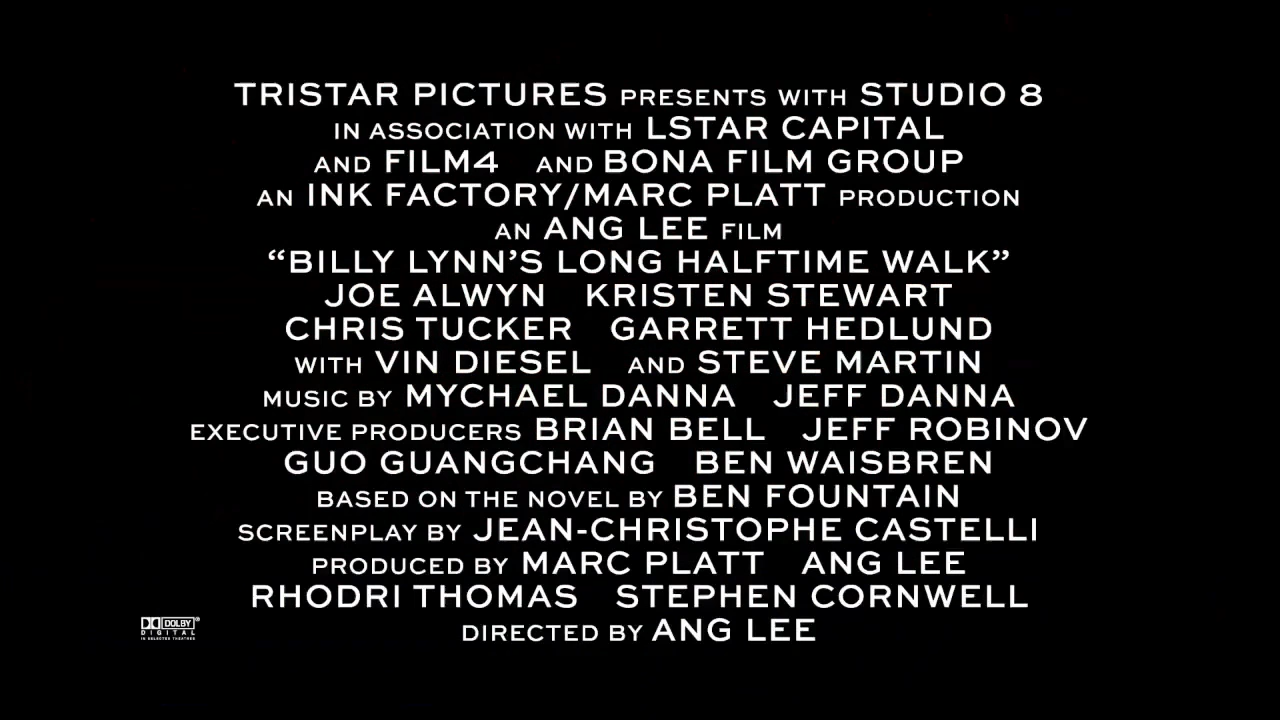 TRISTAR PICTURES PRESENTS WITH STUDIO 8
IN ASSOCIATION WITH LSTAR CAPITAL
AND FILM4 AND BONA FILM GROUP
AN INK FACTORY/MARC PLATT PRODUCTION
AN ANG LEE FILM
“BILLY LYNN’S LONG HALFTIME WALK”
JOE ALWYN KRISTEN STEWART
CHRIS TUCKER GARRETT HEDLUND
WITH VIN DIESEL AND STEVE MARTIN
MUSIC BY MYCHAEL DANNA JEFF DANNA
EXECUTIVE PRODUCERS BRIAN BELL JEFF ROBINOV
GUO GUANGCHANG BEN WAISBREN
BASED ON THE NOVEL BY BEN FOUNTAIN
SCREENPLAY BY JEAN-CHRISTOPHE CASTELLI
PRODUCED BY MARC PLATT ANG LEE
RHODRI THOMAS STEPHEN CORNWELL
DIRECTED BY ANG LEE
DOLBY®
DIGITAL
IN SELECTED THEATRES